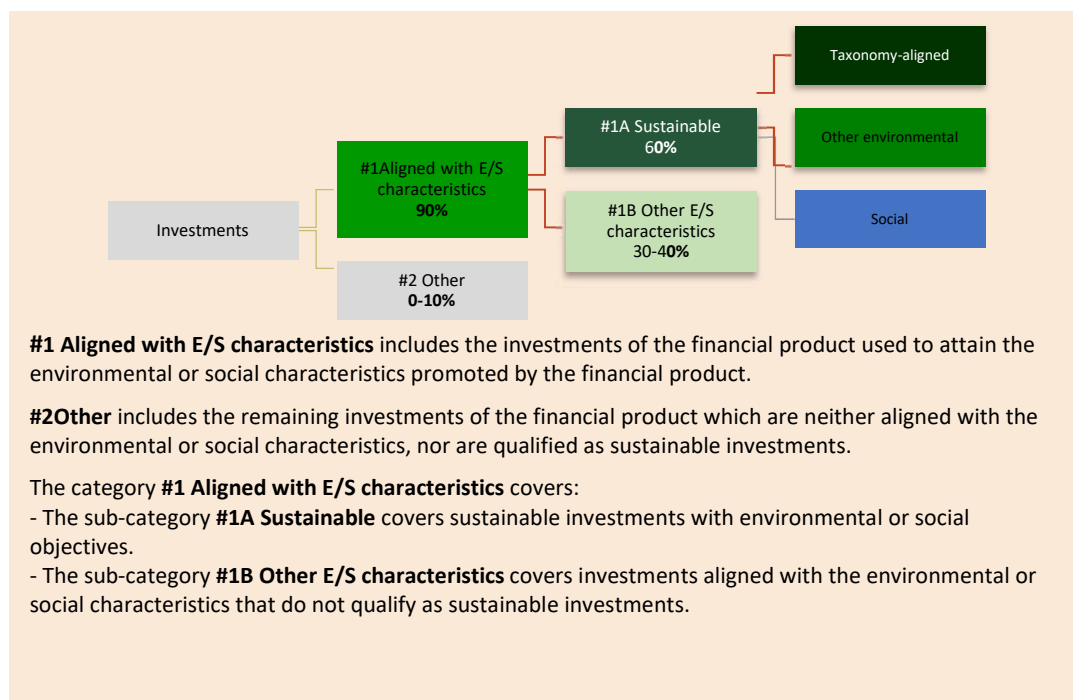 Taxonomy-aligned
#1A Sustainable
60%
Other environmental
#1Aligned with E/S
characteristics
90%
#1B Other E/S
characteristics
30-40%
Social
Investments
#2 Other
0-10%
#1 Aligned with E/S characteristics includes the investments of the financial product used to attain the
environmental or social characteristics promoted by the financial product.
#2Other includes the remaining investments of the financial product which are neither aligned with the
environmental or social characteristics, nor are qualified as sustainable investments.
The category #1 Aligned with E/S characteristics covers:
- The sub-category #1A Sustainable covers sustainable investments with environmental or social
objectives.
- The sub-category #1B Other E/S characteristics covers investments aligned with the environmental or
social characteristics that do not qualify as sustainable investments.